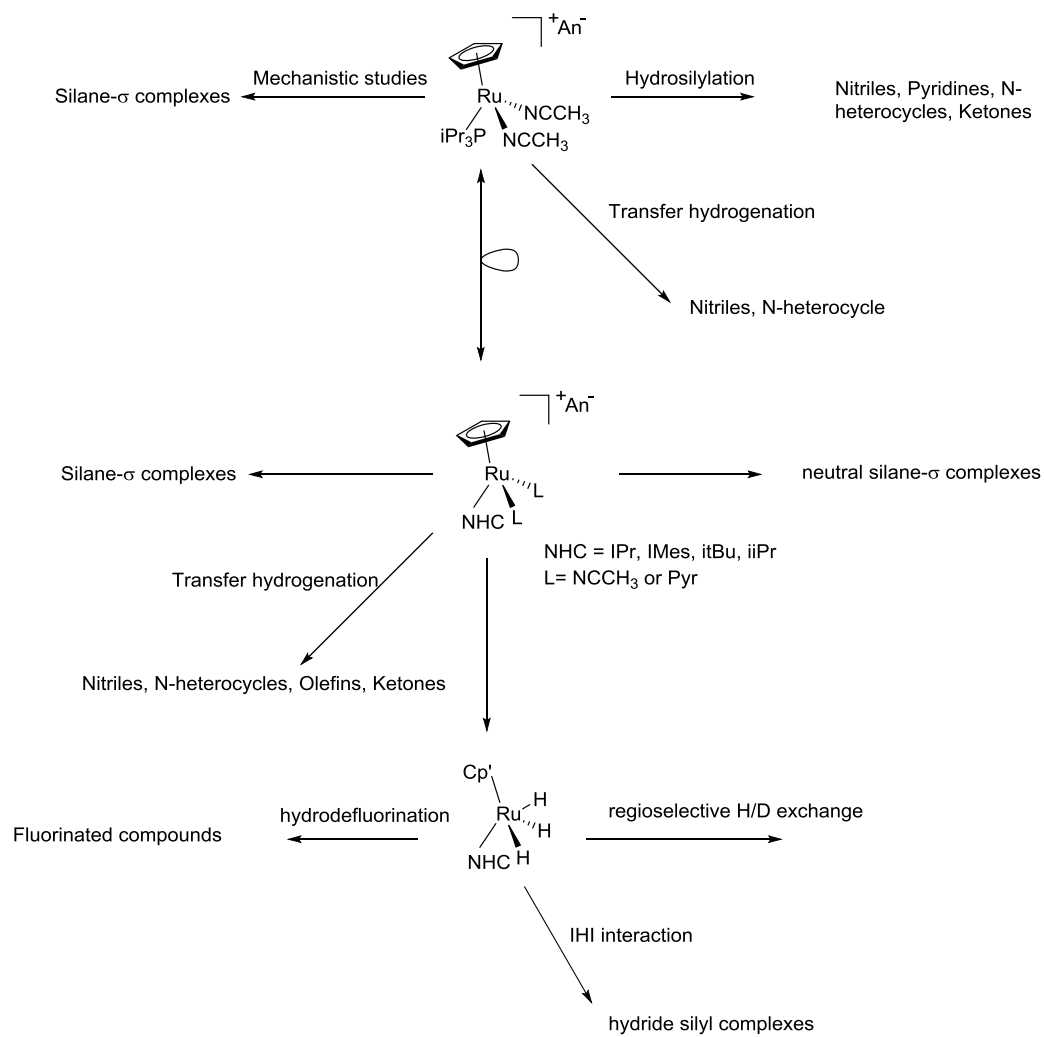 +An-
Mechanistic studies
Hydrosilylation
Silane-σ complexes
Ru
Nitriles, Pyridines, N-
heterocycles, Ketones
NCCH3
iPr3P
NCCH3
Transfer hydrogenation
Nitriles, N-heterocycle
+An-
Silane-σ complexes
Ru
neutral silane-σ complexes
L
NHC
L
NHC = IPr, IMes, itBu, iiPr
L= NCCH3 or Pyr
Transfer hydrogenation
Nitriles, N-heterocycles, Olefins, Ketones
Cp'
H
Ru
H
NHC
H
hydrodefluorination
regioselective H/D exchange
Fluorinated compounds
IHI interaction
hydride silyl complexes